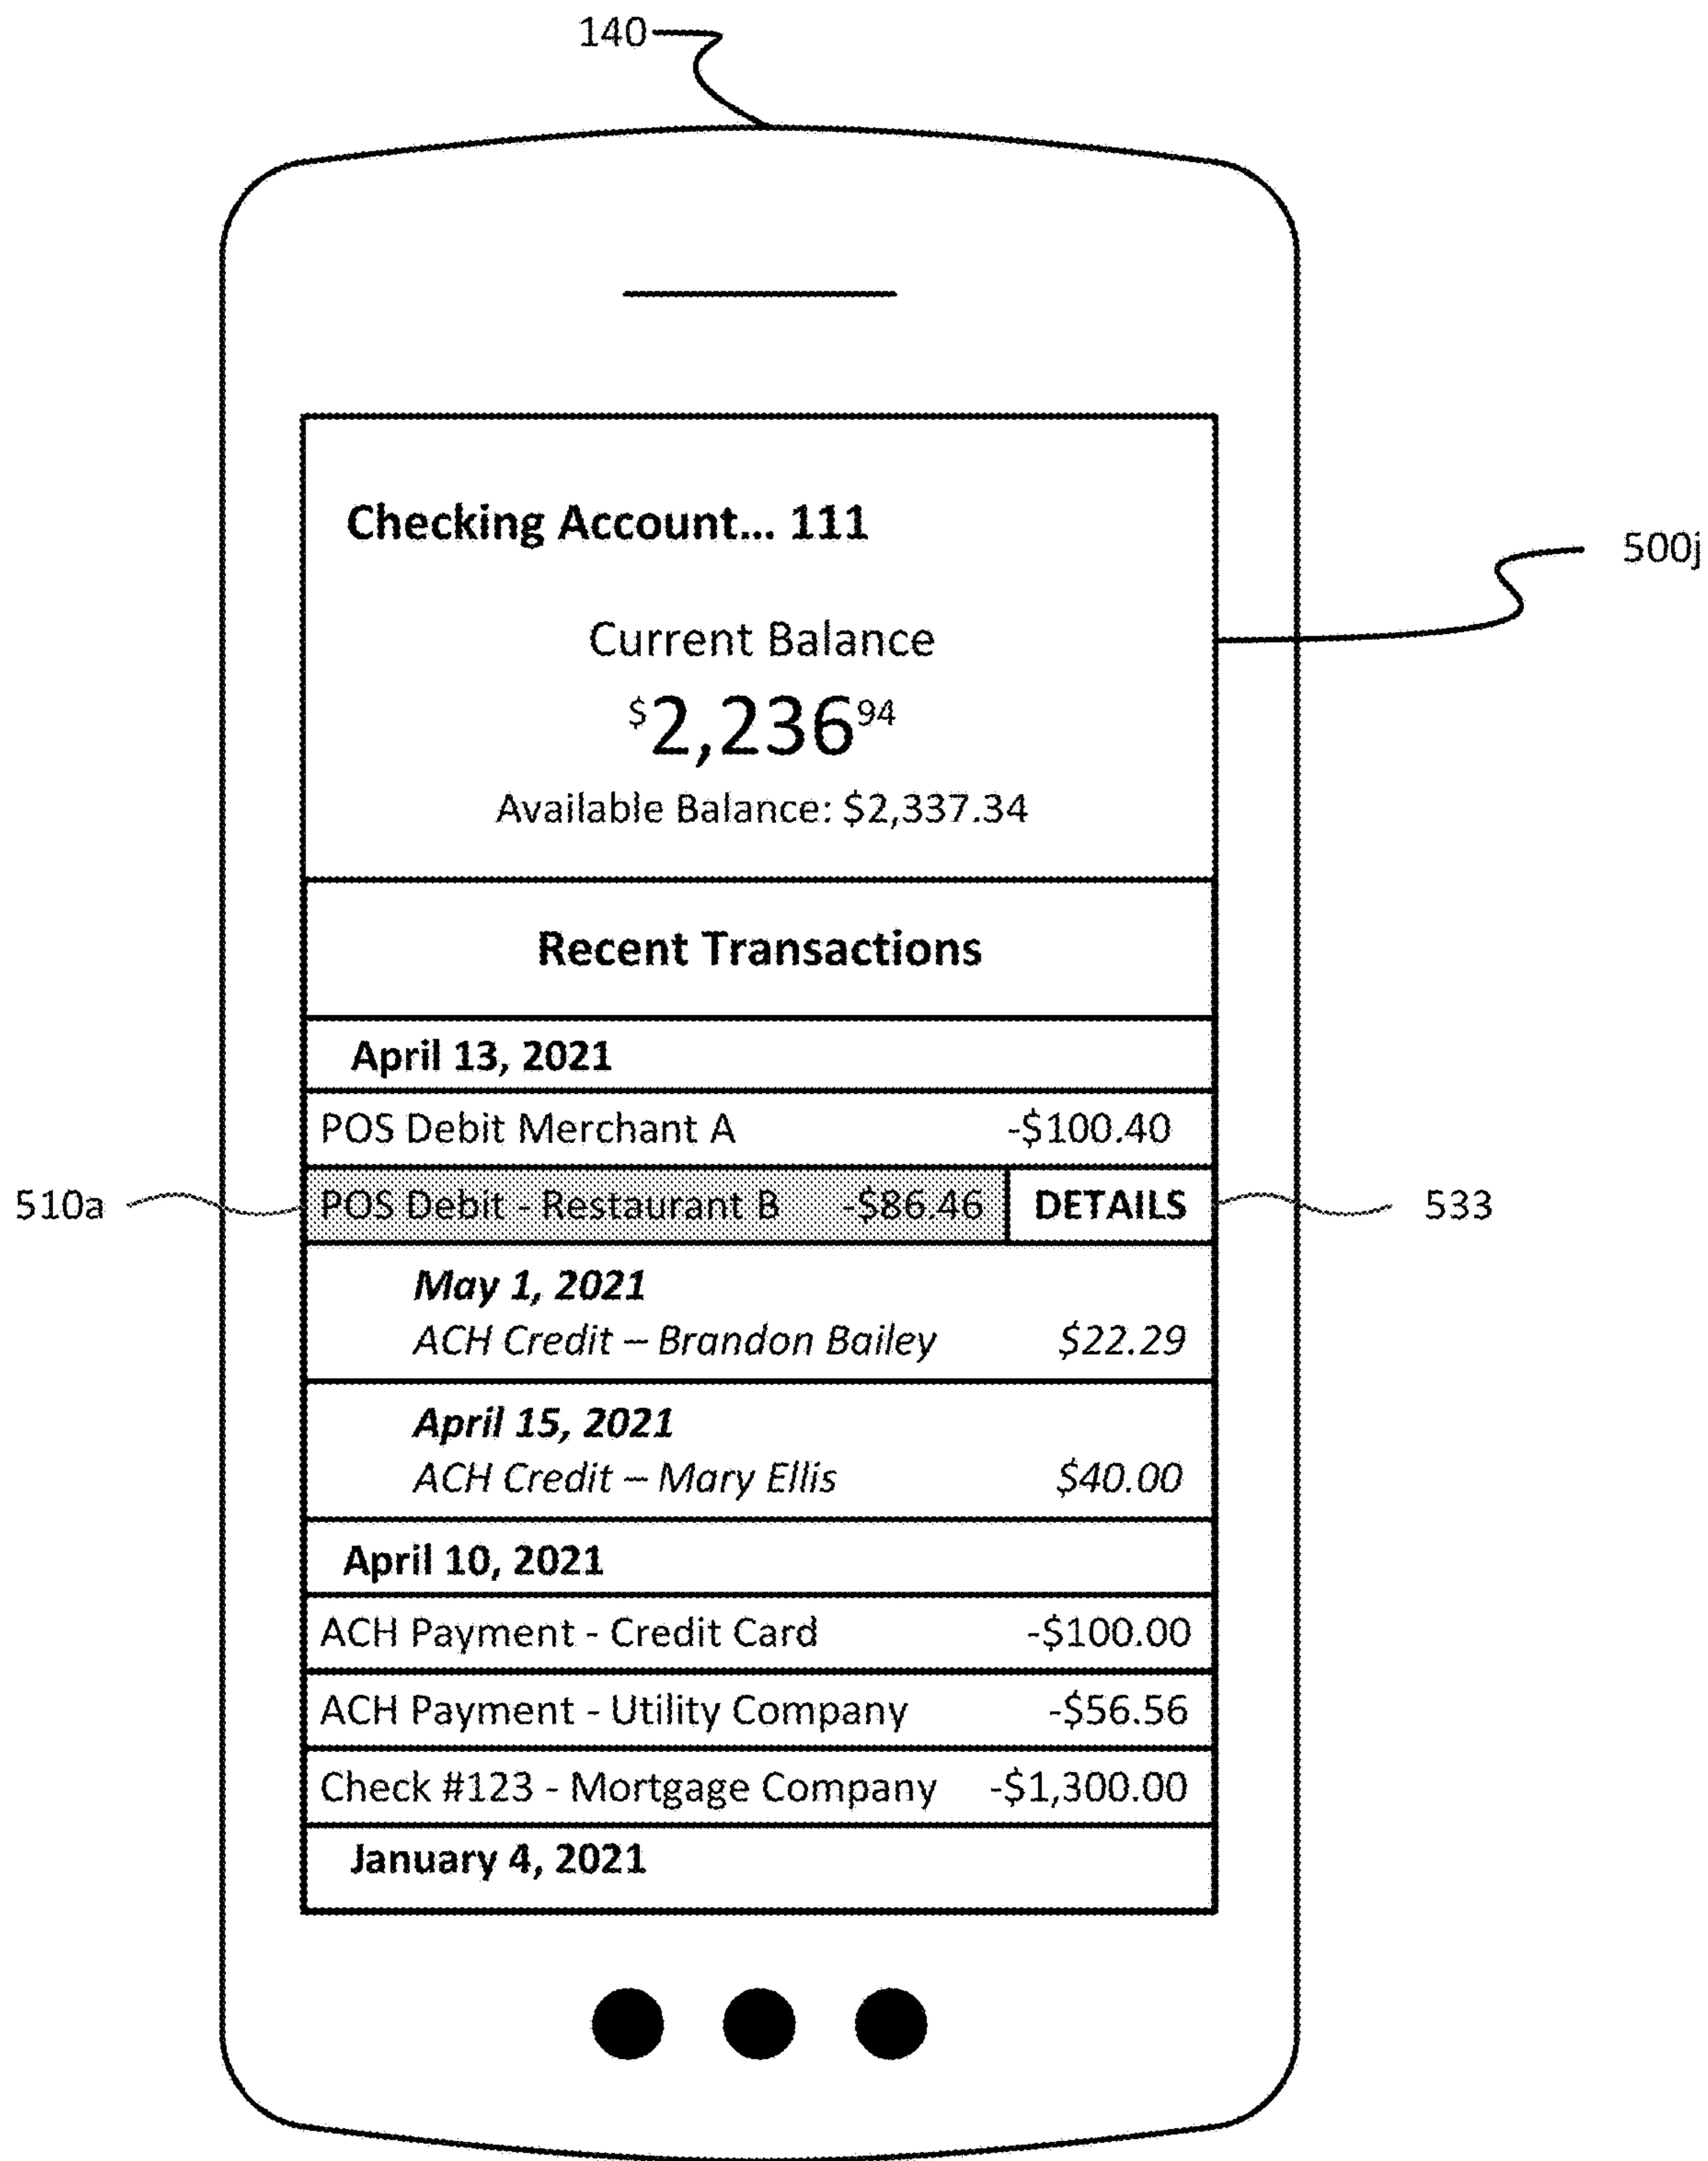 140
Checking Account... 111
500j
Current Balance
$2,23694
Available Balance: $2,337.34
Recent Transactions
April 13, 2021
POS Debit Merchant A -$100.40
510a POS Debit - Restaurant B -$86.46 DETAILS 533
May 1, 2021
ACH Credit – Brandon Bailey $22.29
April 15, 2021
ACH Credit – Mary Ellis $40.00
April 10, 2021
ACH Payment - Credit Card -$100.00
ACH Payment - Utility Company -$56.56
Check #123 - Mortgage Company -$1,300.00
January 4, 2021